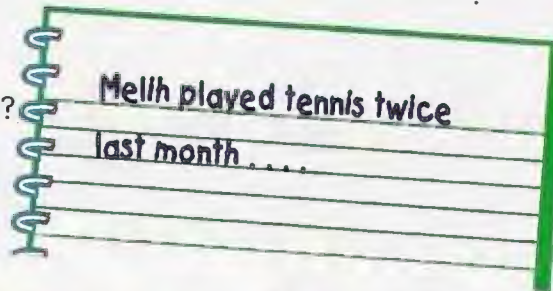 ?
Melih played tennis twice
last month . . . .